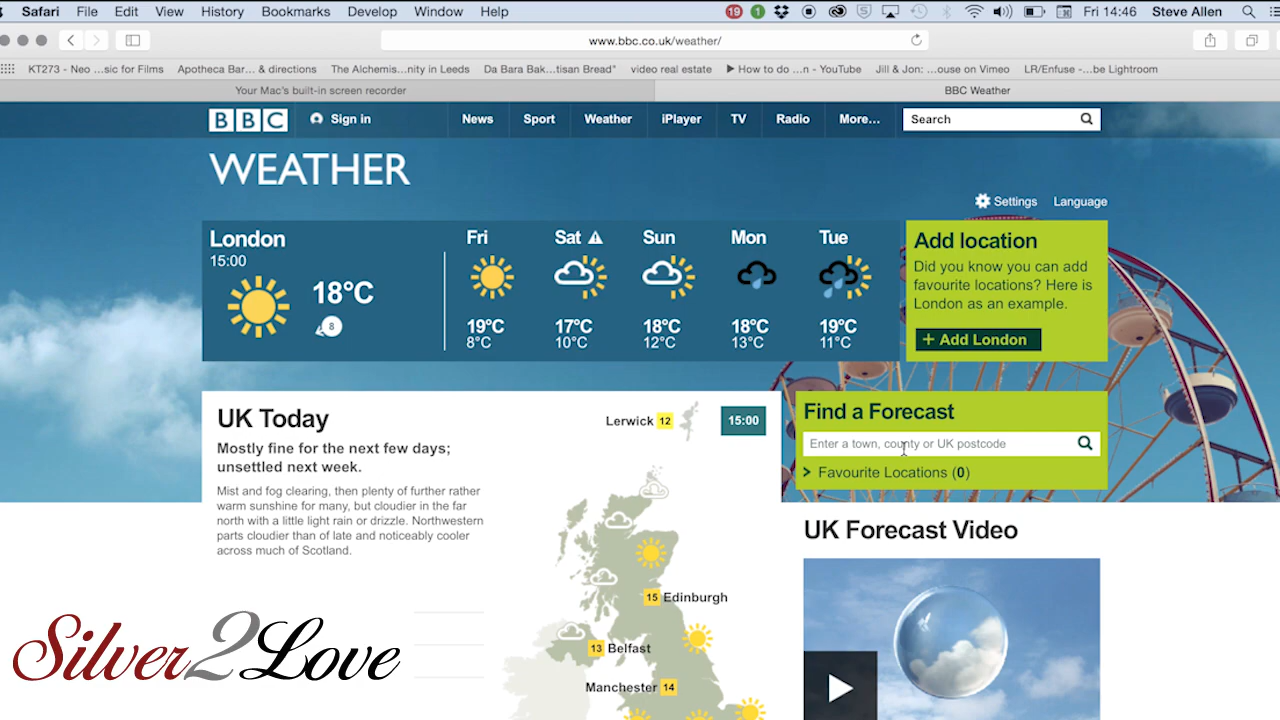 Safari File Edit View History Bookmarks Develop Window Help 19 1 Fri 14:46 Steve Allen
www.bbc.co.uk/weather/
KT273 - Neo ...sic for Films Apotheca Bar... & directions The Alchemis...nity in Leeds Da Bara Bak...tisan Bread" video real estate ▶ How to do ...n - YouTube Jill & Jon: ...ouse on Vimeo LR/Enfuse -...be Lightroom
Your Mac's built-in screen recorder BBC Weather
BBC Sign in News Sport Weather iPlayer TV Radio More... Search
WEATHER
Settings Language
London
15:00
18°C
8
Fri Sat Sun Mon Tue
19°C 17°C 18°C 18°C 19°C
8°C 10°C 12°C 13°C 11°C
Add location
Did you know you can add
favourite locations? Here is
London as an example.
+ Add London
UK Today
Mostly fine for the next few days;
unsettled next week.
Mist and fog clearing, then plenty of further rather
warm sunshine for many, but cloudier in the far
north with a little light rain or drizzle. Northwestern
parts cloudier than of late and noticeably cooler
across much of Scotland.
Lerwick 12
15:00
15 Edinburgh
13 Belfast
Manchester 14
Find a Forecast
Enter a town, county or UK postcode
> Favourite Locations (0)
UK Forecast Video
Silver2Love